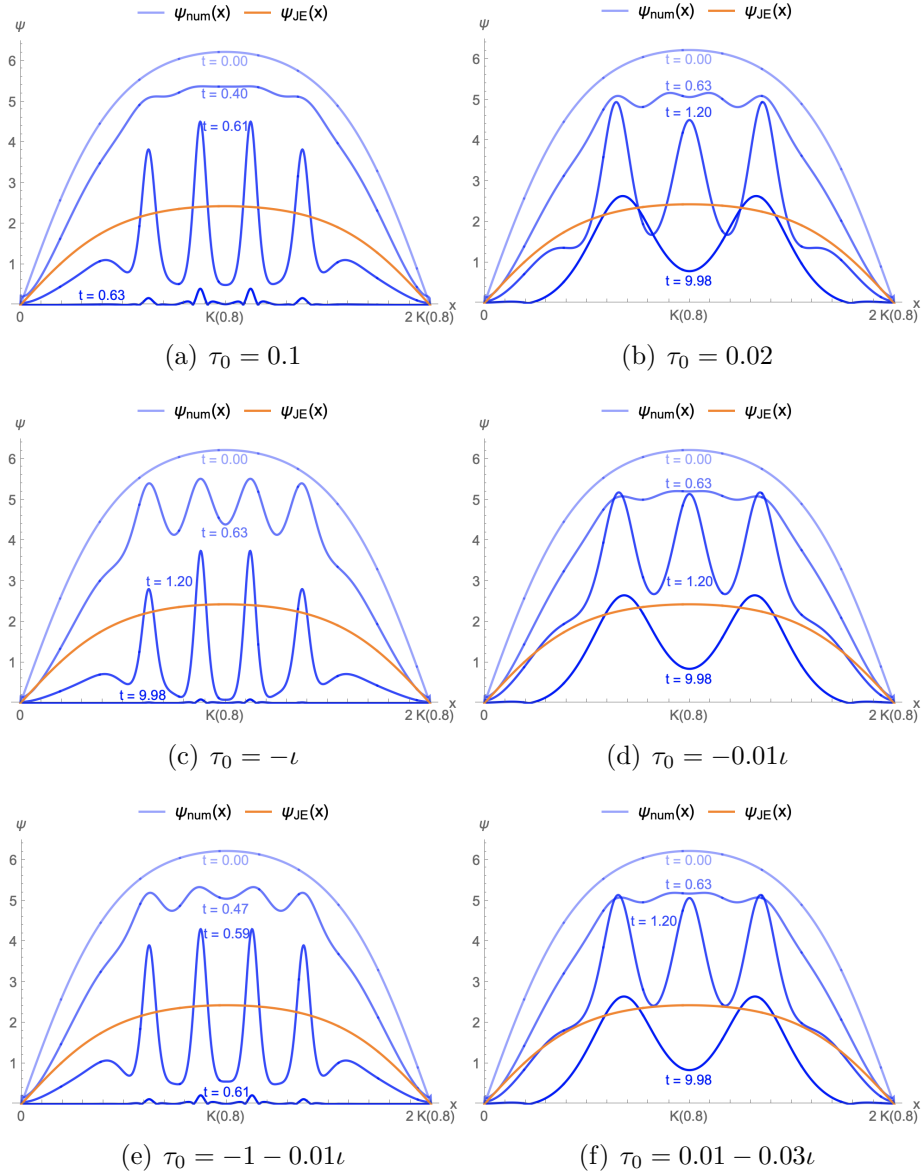 ψnum(x) ψJE(x)
ψ
6
5
4
3
2
1
t = 0.00
t = 0.40
t = 0.61
t = 0.63
0 K(0.8) 2 K(0.8) x
(a) τ0 = 0.1
ψnum(x) ψJE(x)
ψ
6
5
4
3
2
1
t = 0.00
t = 0.63
t = 1.20
t = 9.98
0 K(0.8) 2 K(0.8) x
(b) τ0 = 0.02
ψnum(x) ψJE(x)
ψ
6
5
4
3
2
1
t = 0.00
t = 0.63
t = 1.20
t = 9.98
0 K(0.8) 2 K(0.8) x
(c) τ0 = −ι
ψnum(x) ψJE(x)
ψ
6
5
4
3
2
1
t = 0.00
t = 0.63
t = 1.20
t = 9.98
0 K(0.8) 2 K(0.8) x
(d) τ0 = −0.01ι
ψnum(x) ψJE(x)
ψ
6
5
4
3
2
1
t = 0.00
t = 0.47
t = 0.59
t = 0.61
0 K(0.8) 2 K(0.8) x
(e) τ0 = −1 − 0.01ι
ψnum(x) ψJE(x)
ψ
6
5
4
3
2
1
t = 0.00
t = 0.63
t = 1.20
t = 9.98
0 K(0.8) 2 K(0.8) x
(f) τ0 = 0.01 − 0.03ι